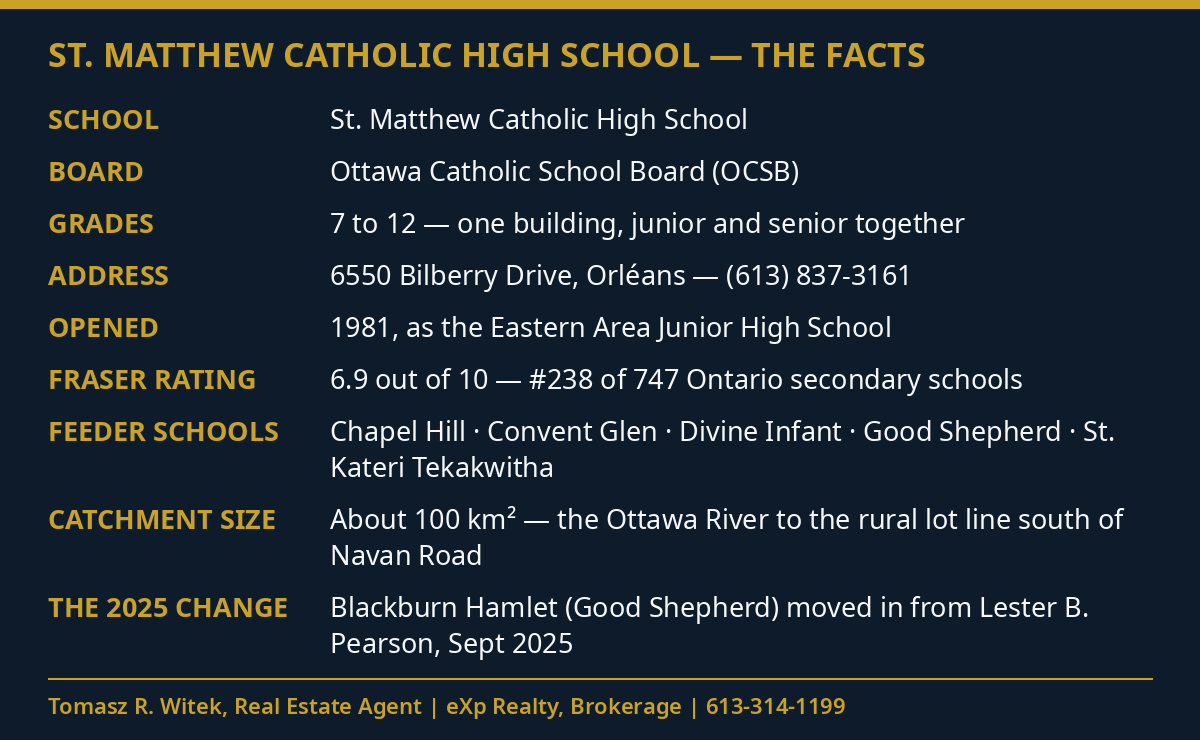 ST. MATTHEW CATHOLIC HIGH SCHOOL — THE FACTS
SCHOOL St. Matthew Catholic High School
BOARD Ottawa Catholic School Board (OCSB)
GRADES 7 to 12 — one building, junior and senior together
ADDRESS 6550 Bilberry Drive, Orléans — (613) 837-3161
OPENED 1981, as the Eastern Area Junior High School
FRASER RATING 6.9 out of 10 — #238 of 747 Ontario secondary schools
FEEDER SCHOOLS Chapel Hill · Convent Glen · Divine Infant · Good Shepherd · St.
Kateri Tekakwitha
CATCHMENT SIZE About 100 km² — the Ottawa River to the rural lot line south of
Navan Road
THE 2025 CHANGE Blackburn Hamlet (Good Shepherd) moved in from Lester B.
Pearson, Sept 2025
Tomasz R. Witek, Real Estate Agent | eXp Realty, Brokerage | 613-314-1199